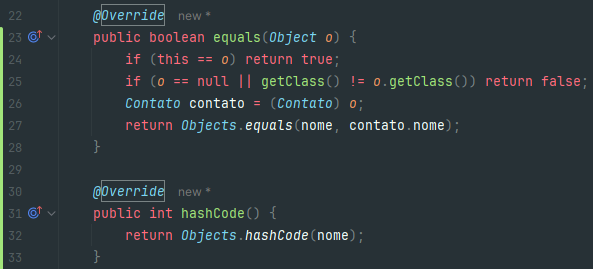 22 @Override new *
23 public boolean equals(Object o) {
24 if (this == o) return true;
25 if (o == null || getClass() != o.getClass()) return false;
26 Contato contato = (Contato) o;
27 return Objects.equals(nome, contato.nome);
28 }
29
30 @Override new *
31 public int hashCode() {
32 return Objects.hashCode(nome);
33 }